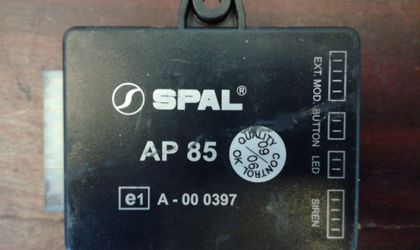 SPAL®
AP 85
e1 A - 00 0397
QUALITY CONTROL
OK
EXT. MOD.
BUTTON
LED
SIREN